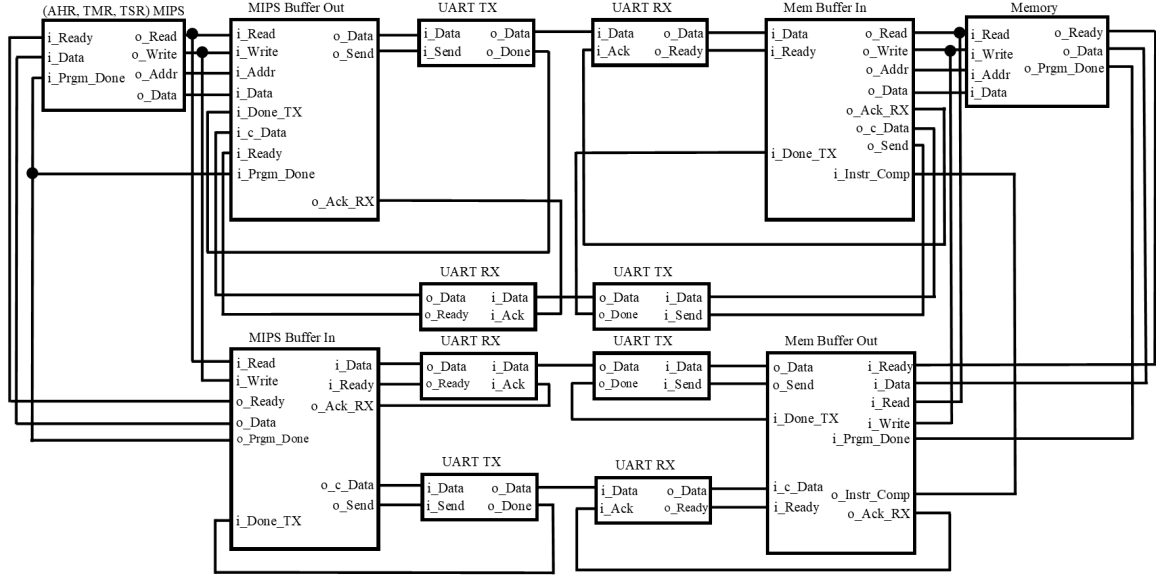 (AHR, TMR, TSR) MIPS
i_Ready
i_Data
i_Prgm_Done
o_Read
o_Write
o_Addr
o_Data
MIPS Buffer Out
i_Read
i_Write
i_Addr
i_Data
i_Done_TX
i_c_Data
i_Ready
i_Prgm_Done
o_Data
o_Send
o_Ack_RX
UART TX
i_Data
i_Send
o_Data
o_Done
UART RX
i_Data
i_Ack
o_Data
o_Ready
Mem Buffer In
i_Data
i_Ready
i_Done_TX
o_Read
o_Write
o_Addr
o_Data
o_Ack_RX
o_c_Data
o_Send
i_Instr_Comp
Memory
i_Read
i_Write
i_Addr
i_Data
o_Ready
o_Data
o_Prgm_Done
UART RX
o_Data
o_Ready
i_Data
i_Ack
UART TX
o_Data
o_Done
i_Data
i_Send
MIPS Buffer In
i_Read
i_Write
o_Ready
o_Data
o_Prgm_Done
i_Done_TX
i_Data
i_Ready
o_Ack_RX
o_c_Data
o_Send
UART RX
o_Data
o_Ready
i_Data
i_Ack
UART TX
o_Data
o_Done
i_Data
i_Send
Mem Buffer Out
o_Data
o_Send
i_Done_TX
i_c_Data
i_Ready
i_Ready
i_Data
i_Read
i_Write
i_Prgm_Done
o_Instr_Comp
o_Ack_RX
UART TX
i_Data
i_Send
o_Data
o_Done
UART RX
i_Data
i_Ack
o_Data
o_Ready